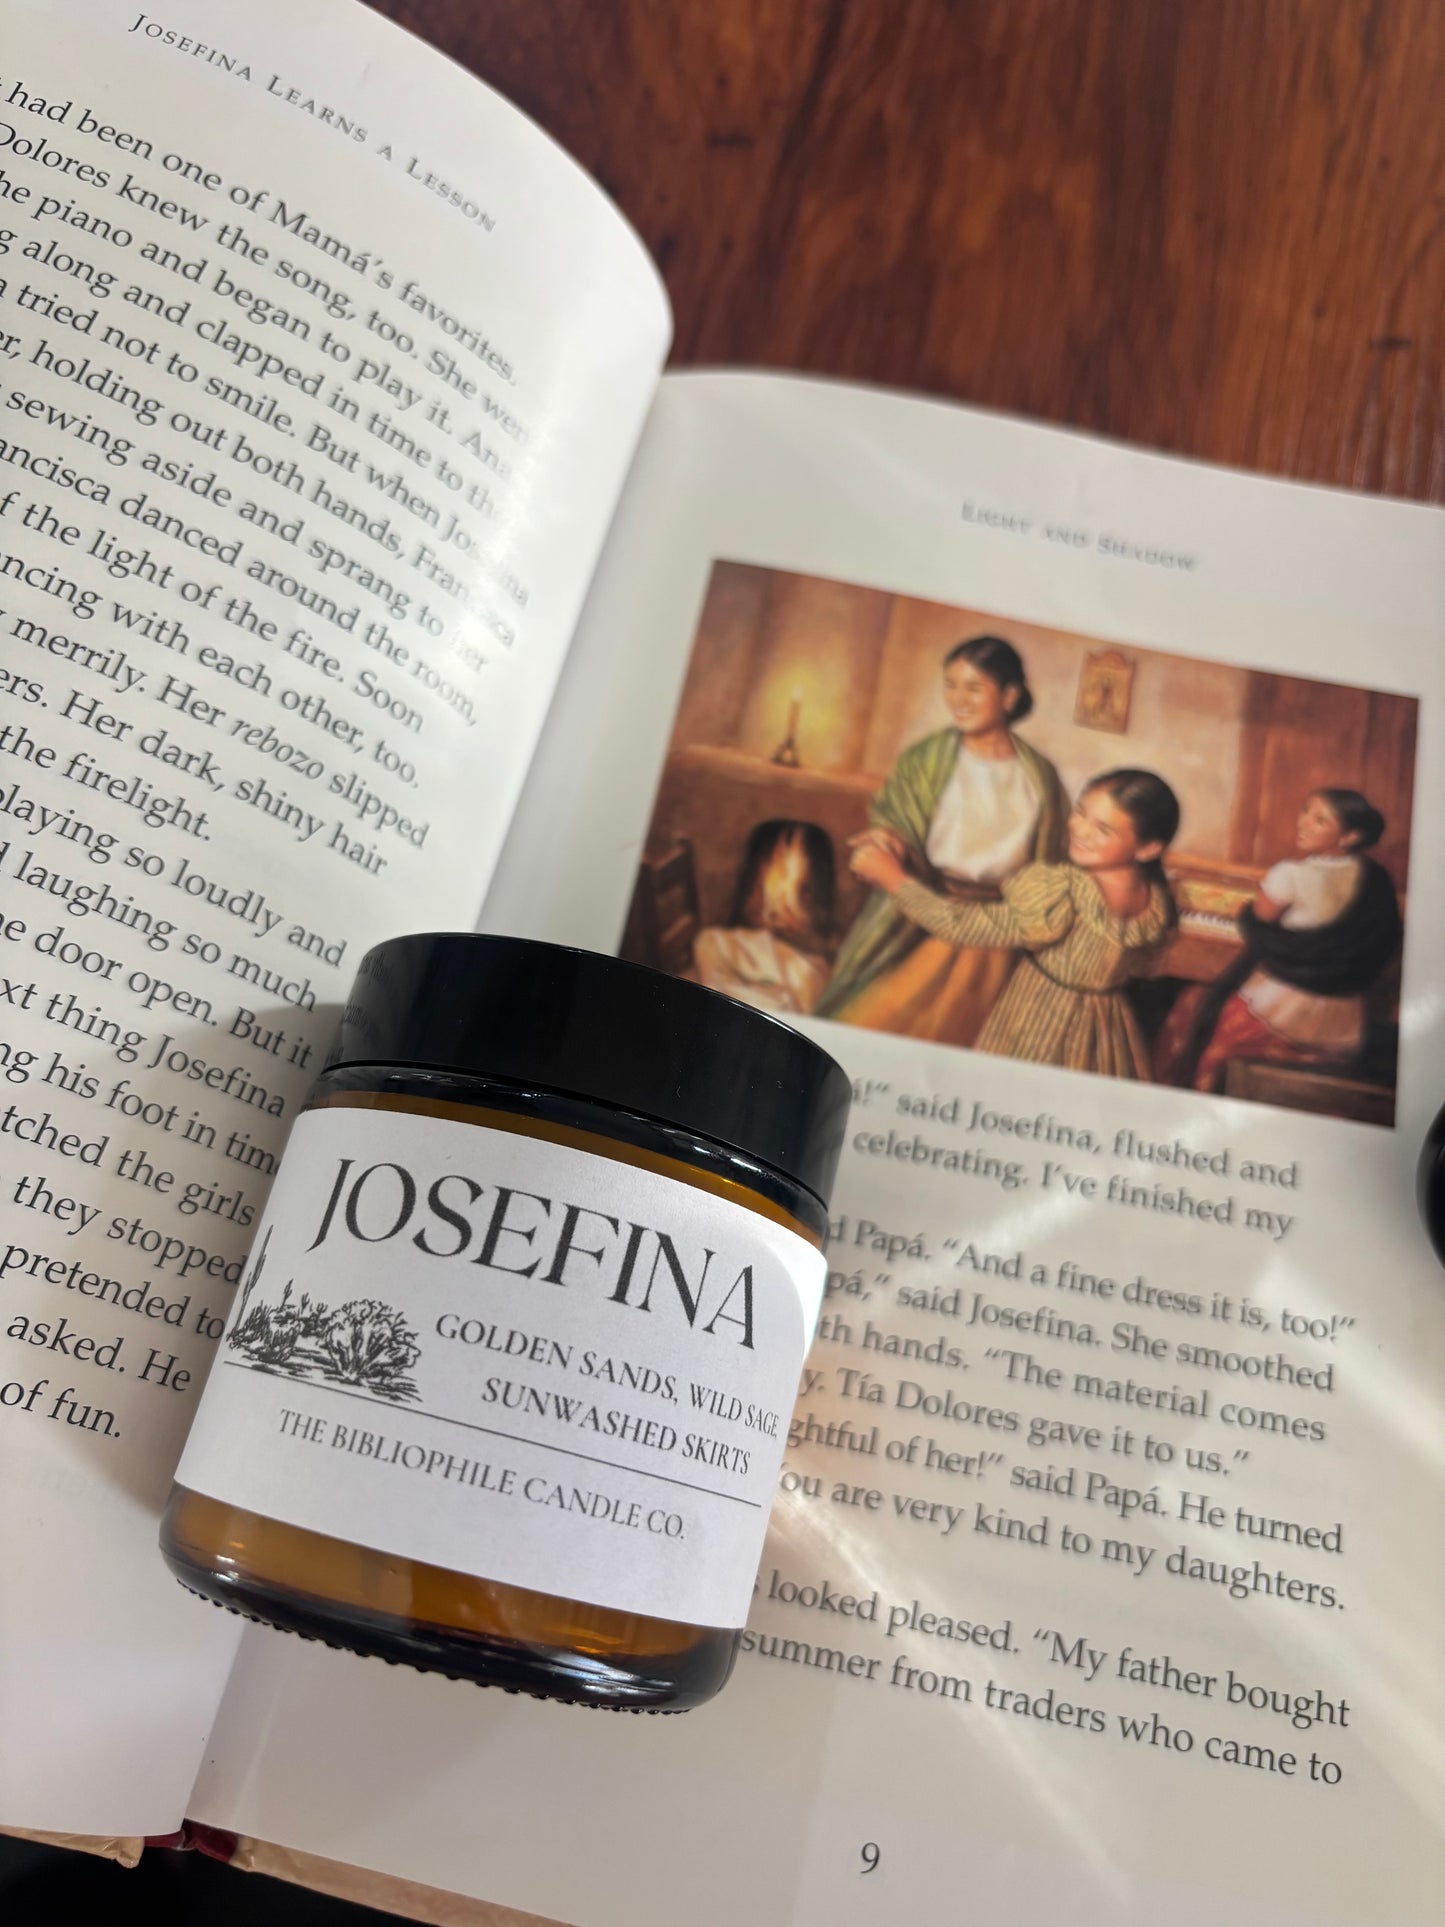 JOSEFINA LEARNS A LESSON
had been one of Mamá's favorites.
Dolores knew the song, too. She wen
he piano and began to play it. Ana
g along and clapped in time to th
tried not to smile. But when Jo
er, holding out both hands, Francisca
sewing aside and sprang to her
ancisca danced around the room,
f the light of the fire. Soon
ancing with each other, too.
merrily. Her rebozo slipped
ers. Her dark, shiny hair
the firelight.
playing so loudly and
laughing so much
e door open. But it
xt thing Josefina
ng his foot in tim
tched the girls
they stopped
pretended to
asked. He
of fun.
LIGHT AND SHADOW
á!" said Josefina, flushed and
celebrating. I've finished my
d Papá. "And a fine dress it is, too!"
pá," said Josefina. She smoothed
th hands. "The material comes
y. Tía Dolores gave it to us."
ghtful of her!" said Papá. He turned
You are very kind to my daughters.
s looked pleased. "My father bought
summer from traders who came to
9
JOSEFINA
GOLDEN SANDS, WILD SAGE,
SUNWASHED SKIRTS
THE BIBLIOPHILE CANDLE CO.